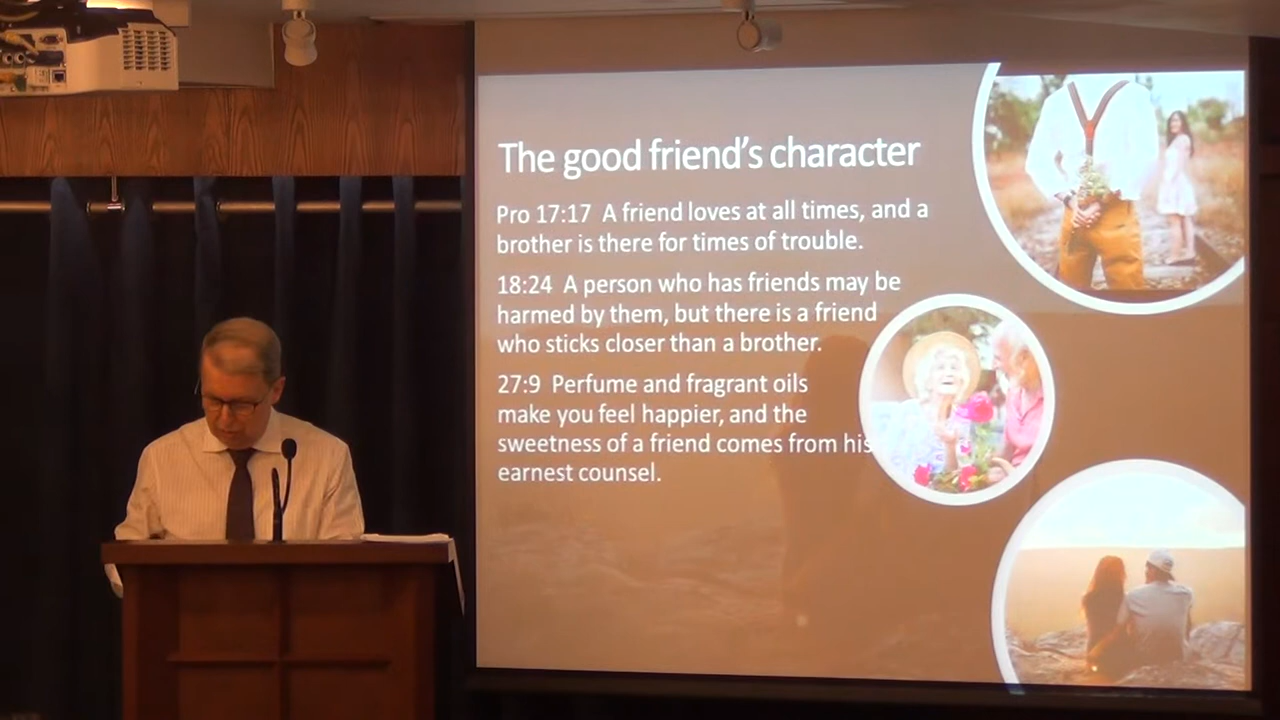 The good friend's character
Pro 17:17 A friend loves at all times, and a
brother is there for times of trouble.
18:24 A person who has friends may be
harmed by them, but there is a friend
who sticks closer than a brother.
27:9 Perfume and fragrant oils
make you feel happier, and the
sweetness of a friend comes from his
earnest counsel.